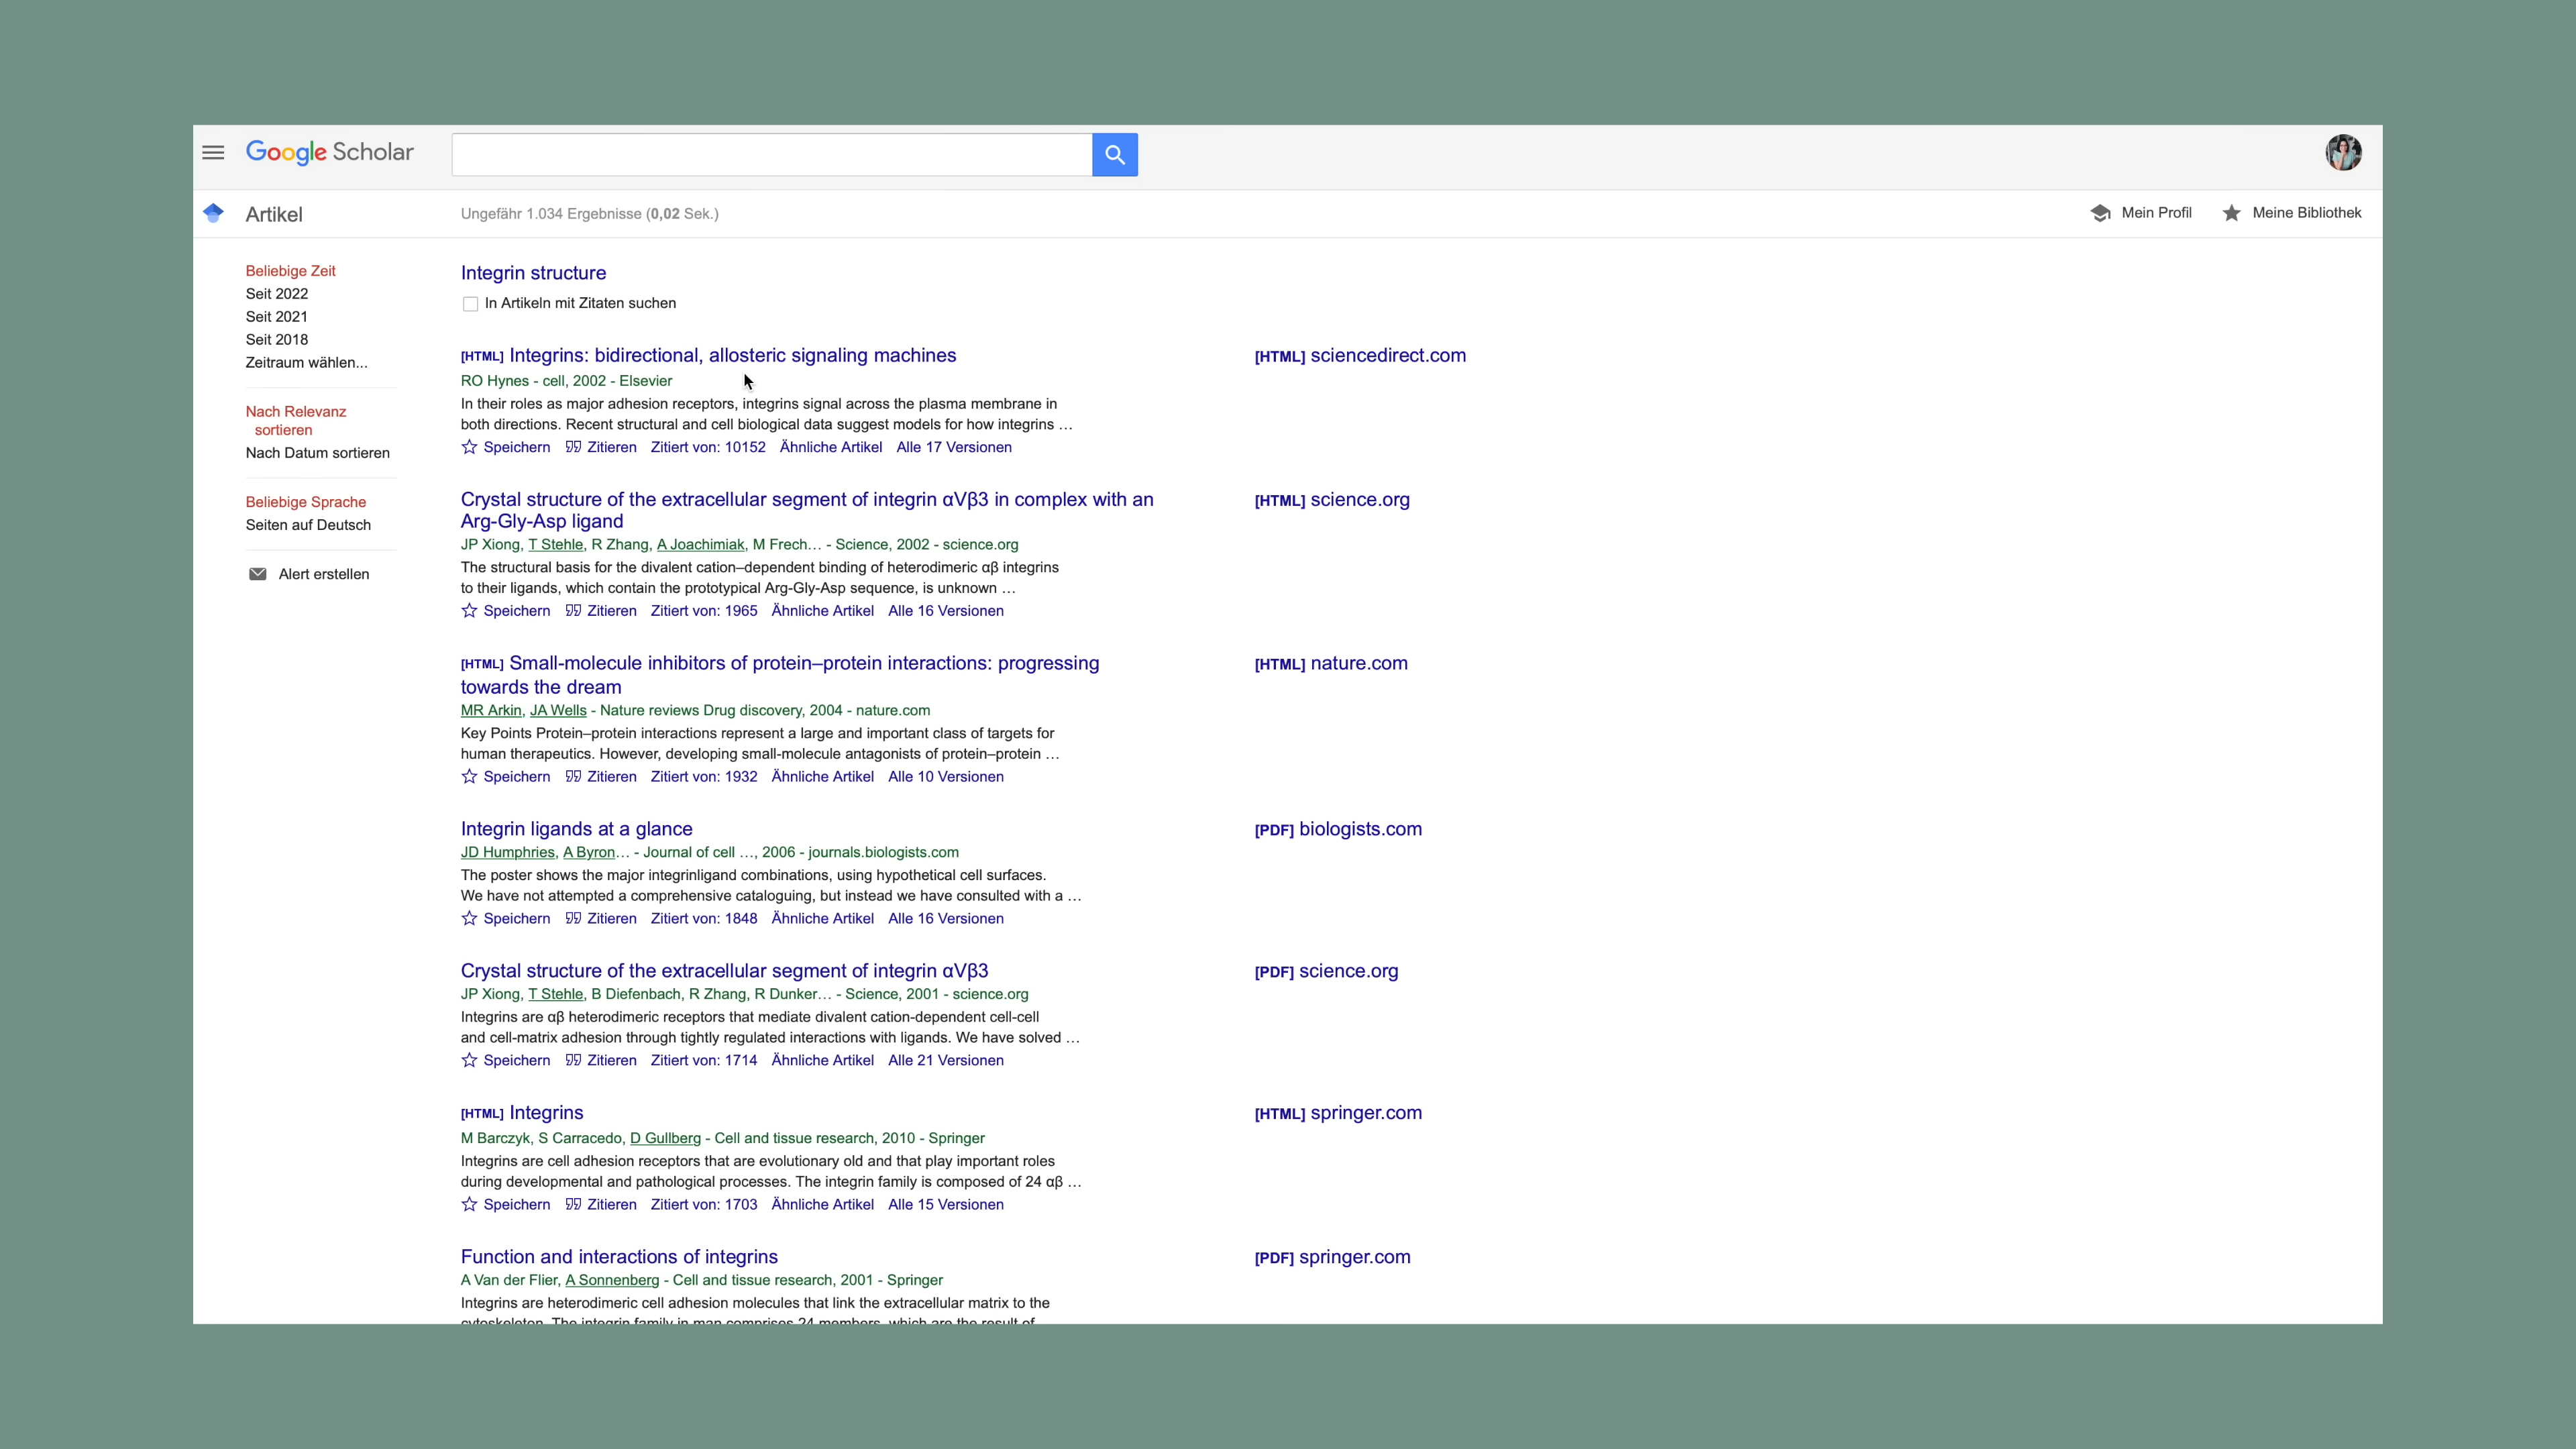 Google Scholar
Artikel
Ungefähr 1.034 Ergebnisse (0,02 Sek.)
Mein Profil
Meine Bibliothek
Beliebige Zeit
Seit 2022
Seit 2021
Seit 2018
Zeitraum wählen...
Nach Relevanz
sortieren
Nach Datum sortieren
Beliebige Sprache
Seiten auf Deutsch
Alert erstellen
Integrin structure
In Artikeln mit Zitaten suchen
[HTML] Integrins: bidirectional, allosteric signaling machines
[HTML] sciencedirect.com
RO Hynes - cell, 2002 - Elsevier
In their roles as major adhesion receptors, integrins signal across the plasma membrane in
both directions. Recent structural and cell biological data suggest models for how integrins …
Speichern Zitieren Zitiert von: 10152 Ähnliche Artikel Alle 17 Versionen
Crystal structure of the extracellular segment of integrin αVβ3 in complex with an
Arg-Gly-Asp ligand
[HTML] science.org
JP Xiong, T Stehle, R Zhang, A Joachimiak, M Frech… - Science, 2002 - science.org
The structural basis for the divalent cation–dependent binding of heterodimeric αβ integrins
to their ligands, which contain the prototypical Arg-Gly-Asp sequence, is unknown …
Speichern Zitieren Zitiert von: 1965 Ähnliche Artikel Alle 16 Versionen
[HTML] Small-molecule inhibitors of protein–protein interactions: progressing
towards the dream
[HTML] nature.com
MR Arkin, JA Wells - Nature reviews Drug discovery, 2004 - nature.com
Key Points Protein–protein interactions represent a large and important class of targets for
human therapeutics. However, developing small-molecule antagonists of protein–protein …
Speichern Zitieren Zitiert von: 1932 Ähnliche Artikel Alle 10 Versionen
Integrin ligands at a glance
[PDF] biologists.com
JD Humphries, A Byron… - Journal of cell …, 2006 - journals.biologists.com
The poster shows the major integrinligand combinations, using hypothetical cell surfaces.
We have not attempted a comprehensive cataloguing, but instead we have consulted with a …
Speichern Zitieren Zitiert von: 1848 Ähnliche Artikel Alle 16 Versionen
Crystal structure of the extracellular segment of integrin αVβ3
[PDF] science.org
JP Xiong, T Stehle, B Diefenbach, R Zhang, R Dunker… - Science, 2001 - science.org
Integrins are αβ heterodimeric receptors that mediate divalent cation-dependent cell-cell
and cell-matrix adhesion through tightly regulated interactions with ligands. We have solved …
Speichern Zitieren Zitiert von: 1714 Ähnliche Artikel Alle 21 Versionen
[HTML] Integrins
[HTML] springer.com
M Barczyk, S Carracedo, D Gullberg - Cell and tissue research, 2010 - Springer
Integrins are cell adhesion receptors that are evolutionary old and that play important roles
during developmental and pathological processes. The integrin family is composed of 24 αβ …
Speichern Zitieren Zitiert von: 1703 Ähnliche Artikel Alle 15 Versionen
Function and interactions of integrins
[PDF] springer.com
A Van der Flier, A Sonnenberg - Cell and tissue research, 2001 - Springer
Integrins are heterodimeric cell adhesion molecules that link the extracellular matrix to the
cytoskeleton. The integrin family in man comprises 24 members, which are the result of